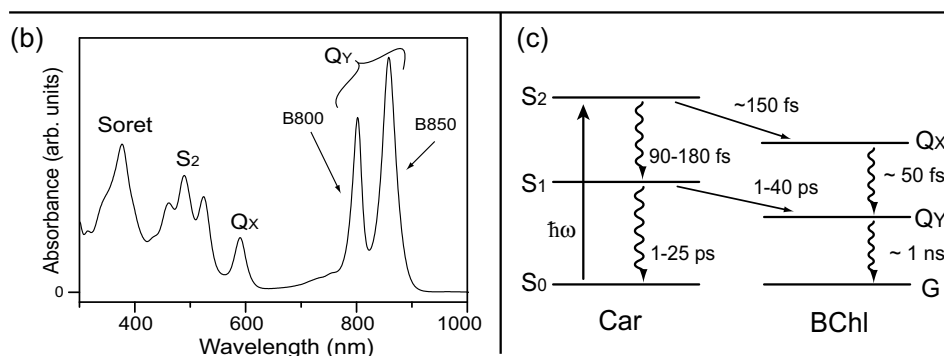 (b)
Absorbance (arb. units)
0
Soret
S2
QX
QY
B800
B850
400
600
800
1000
Wavelength (nm)
(c)
S2
S1
S0
ħω
~150 fs
90-180 fs
1-40 ps
1-25 ps
QX
~ 50 fs
QY
~ 1 ns
G
Car
BChl